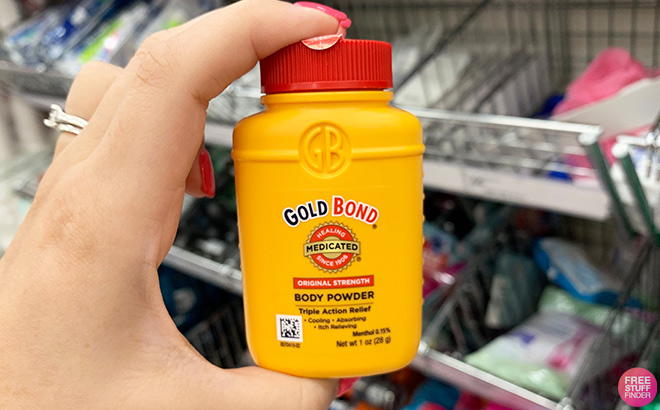 GB
GOLD BOND®
HEALING
MEDICATED®
SINCE 1908
ORIGINAL STRENGTH
BODY POWDER
Triple Action Relief
• Cooling • Absorbing
• Itch Relieving
Menthol 0.15%
Net wt 1 oz (28 g)
FREE
STUFF
FINDER